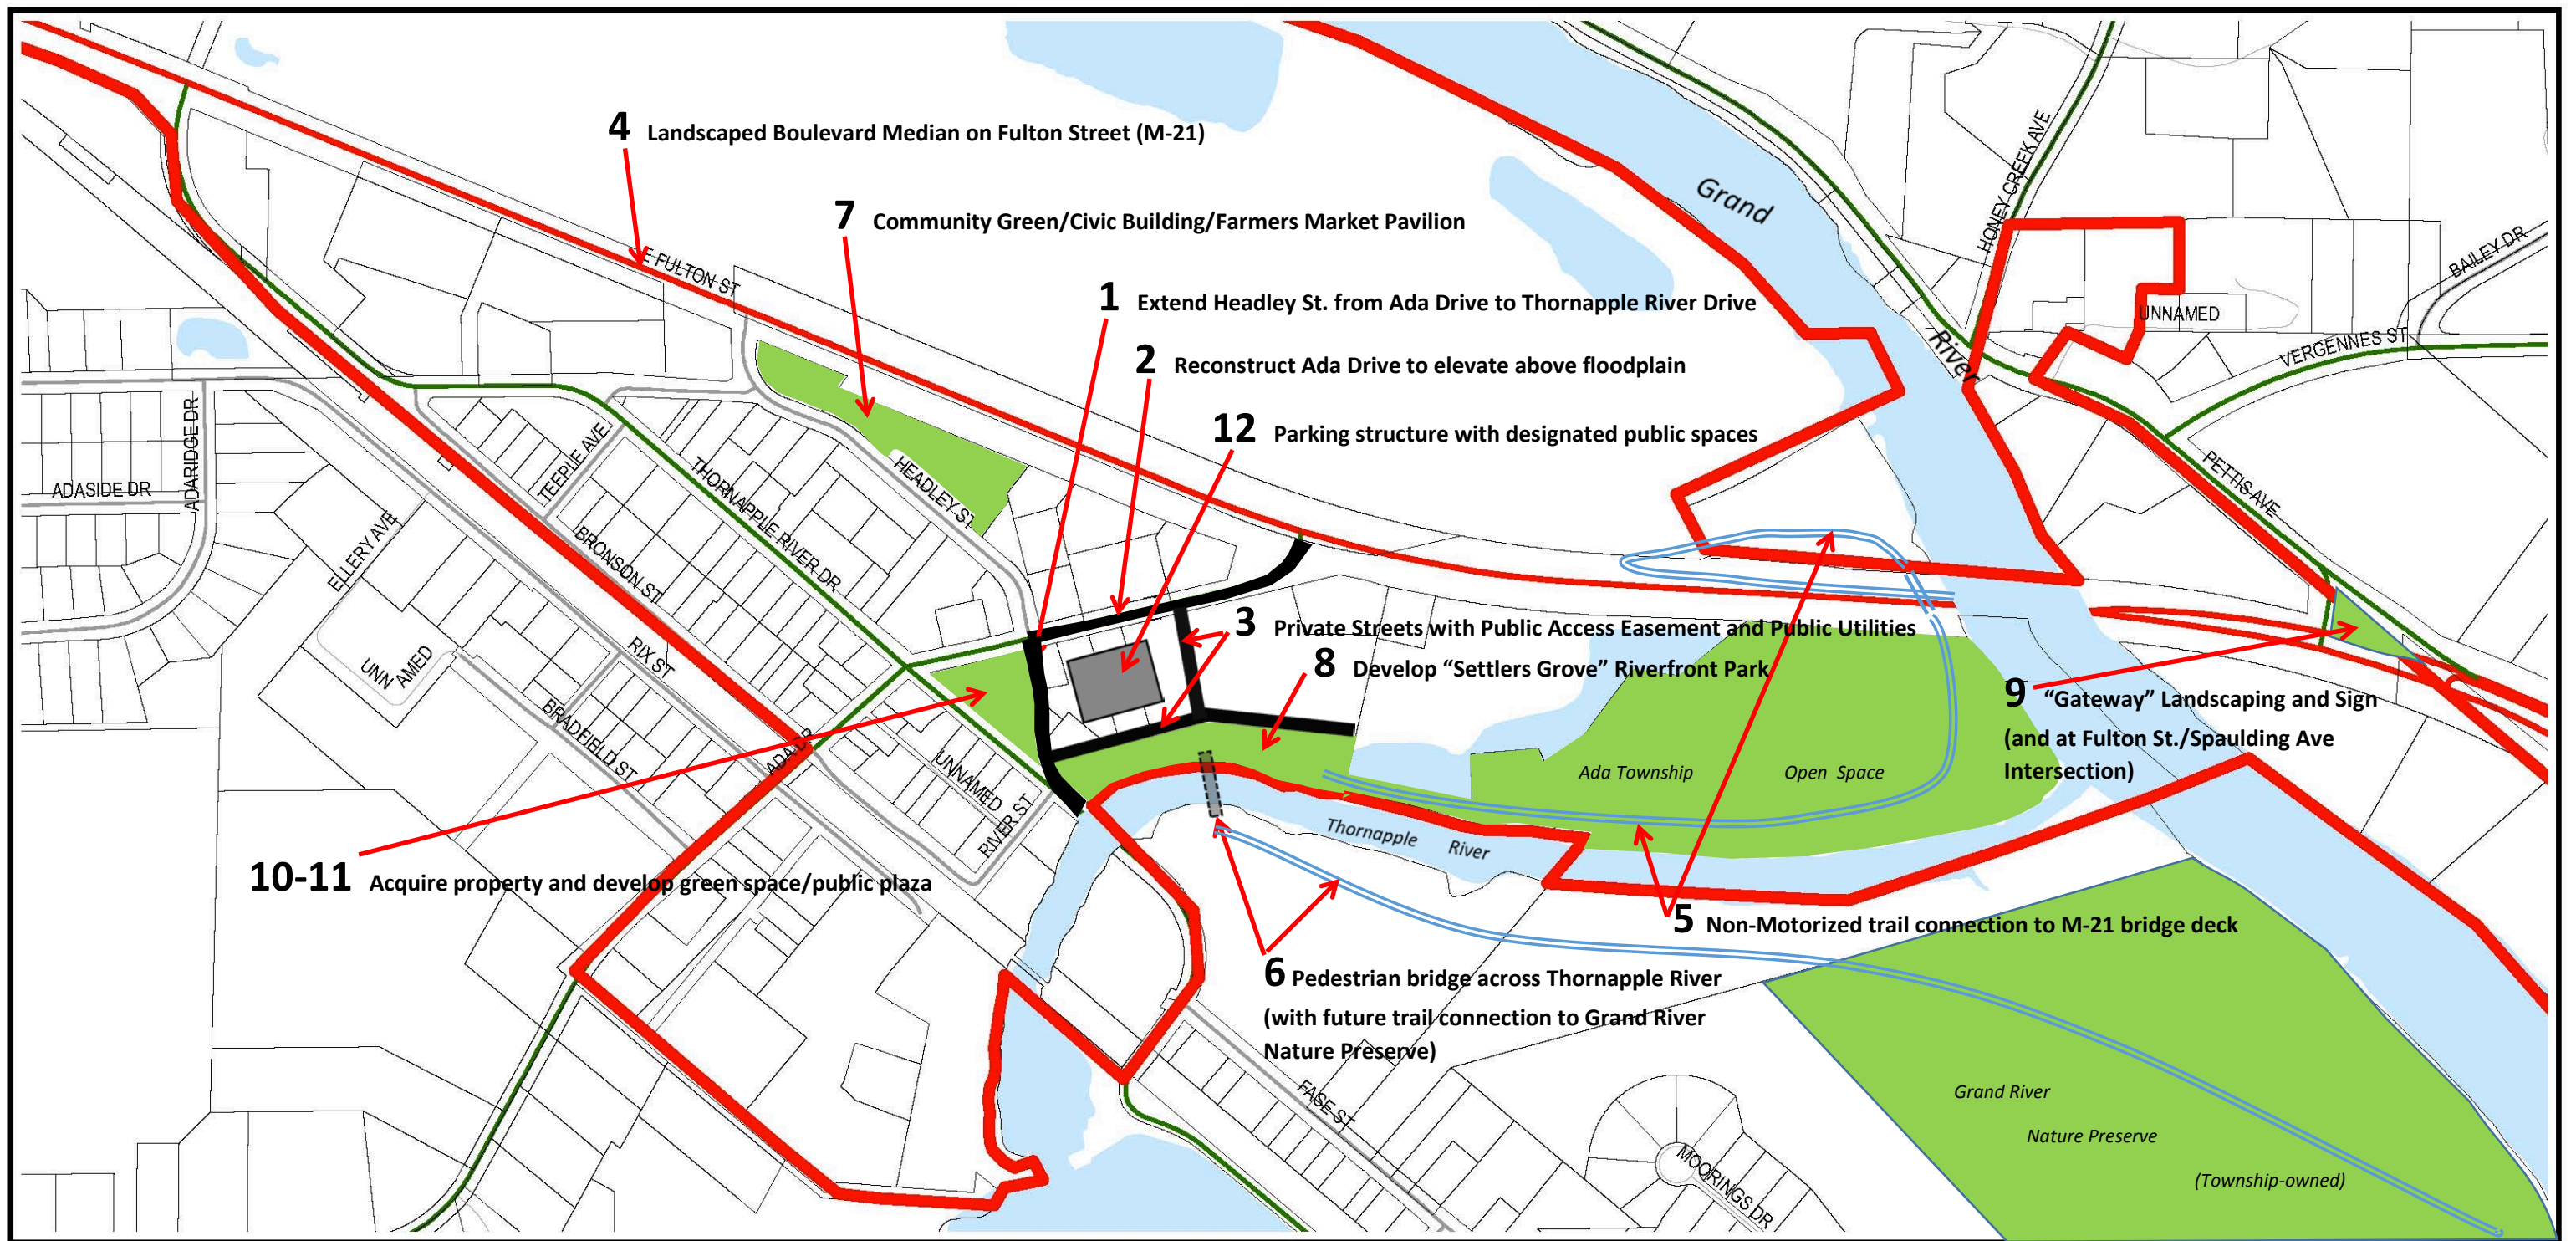 4 Landscaped Boulevard Median on Fulton Street (M-21)
7 Community Green/Civic Building/Farmers Market Pavilion
1 Extend Headley St. from Ada Drive to Thornapple River Drive
2 Reconstruct Ada Drive to elevate above floodplain
12 Parking structure with designated public spaces
3 Private Streets with Public Access Easement and Public Utilities
8 Develop “Settlers Grove” Riverfront Park
9 “Gateway” Landscaping and Sign
(and at Fulton St./Spaulding Ave
Intersection)
10-11 Acquire property and develop green space/public plaza
5 Non-Motorized trail connection to M-21 bridge deck
6 Pedestrian bridge across Thornapple River
(with future trail connection to Grand River
Nature Preserve)
Grand
River
E FULTON ST
HONEY CREEK AVE
BAILEY DR
UNNAMED
VERGENNES ST
PETTIS AVE
ADASIDE DR
ADARIDGE DR
TEEPLE AVE
THORNAPPLE RIVER DR
HEADLEY ST
ELLERY AVE
BRONSON ST
RIX ST
UNNAMED
BRADFIELD ST
ADA DR
UNNAMED
RIVER ST
Ada Township Open Space
Thornapple River
FASE ST
MOORINGS DR
Grand River
Nature Preserve
(Township-owned)